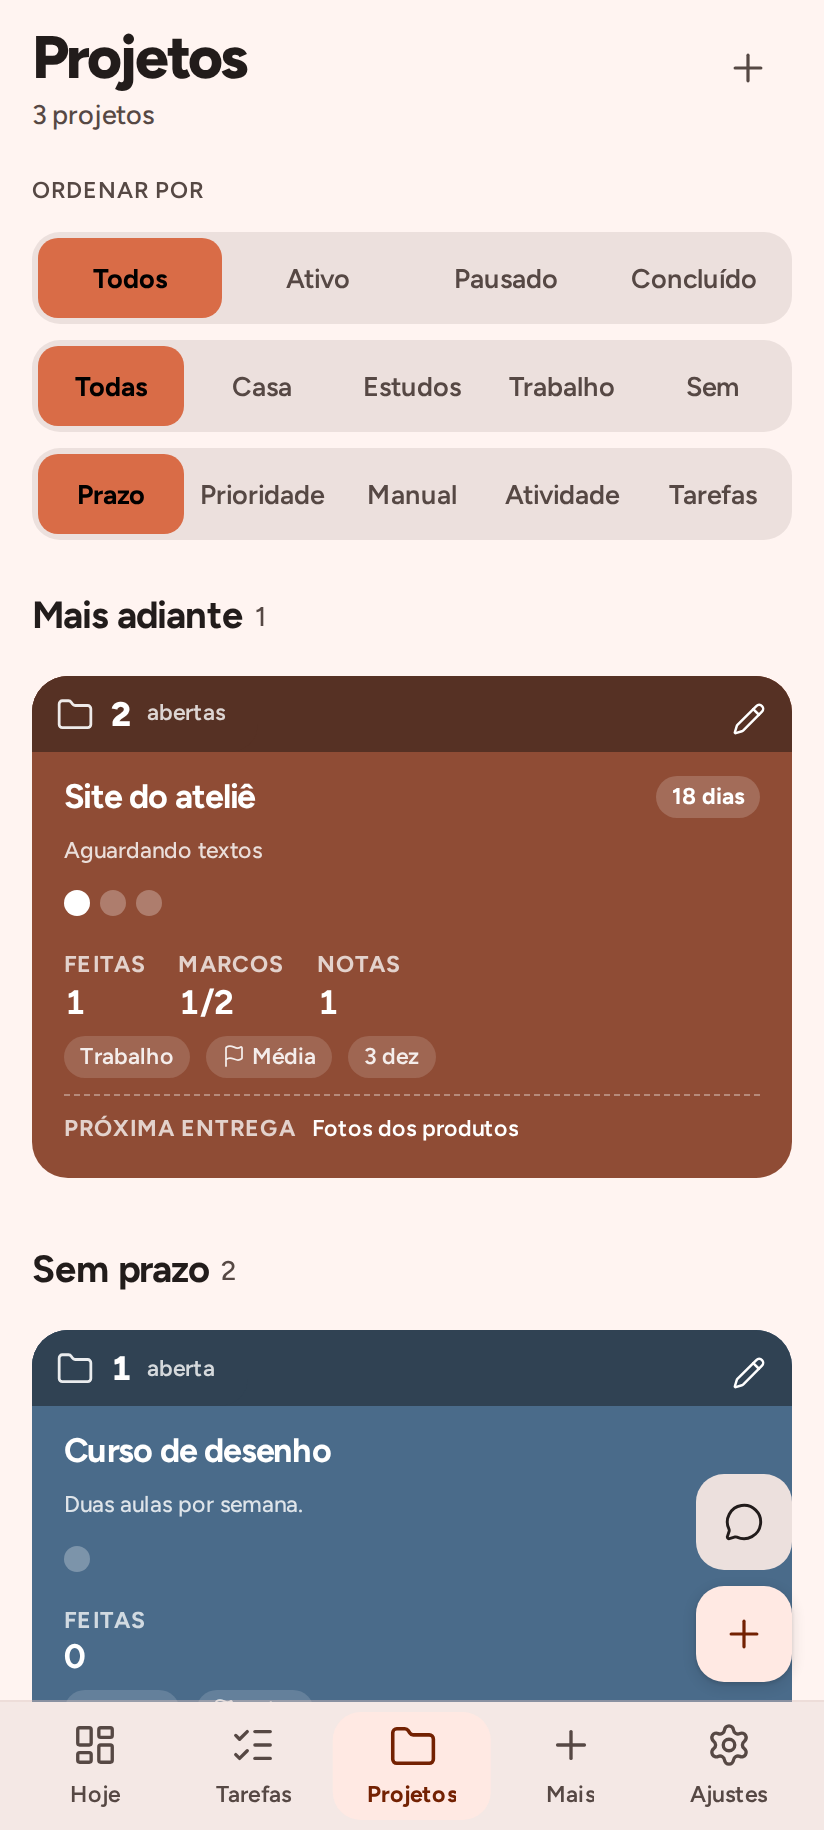 Projetos
3 projetos
ORDENAR POR
Todos Ativo Pausado Concluído
Todas Casa Estudos Trabalho Sem
Prazo Prioridade Manual Atividade Tarefas
Mais adiante 1
2 abertas
Site do ateliê 18 dias
Aguardando textos
FEITAS MARCOS NOTAS
1 1/2 1
Trabalho Média 3 dez
PRÓXIMA ENTREGA Fotos dos produtos
Sem prazo 2
1 aberta
Curso de desenho
Duas aulas por semana.
FEITAS
0
Hoje Tarefas Projetos Mais Ajustes